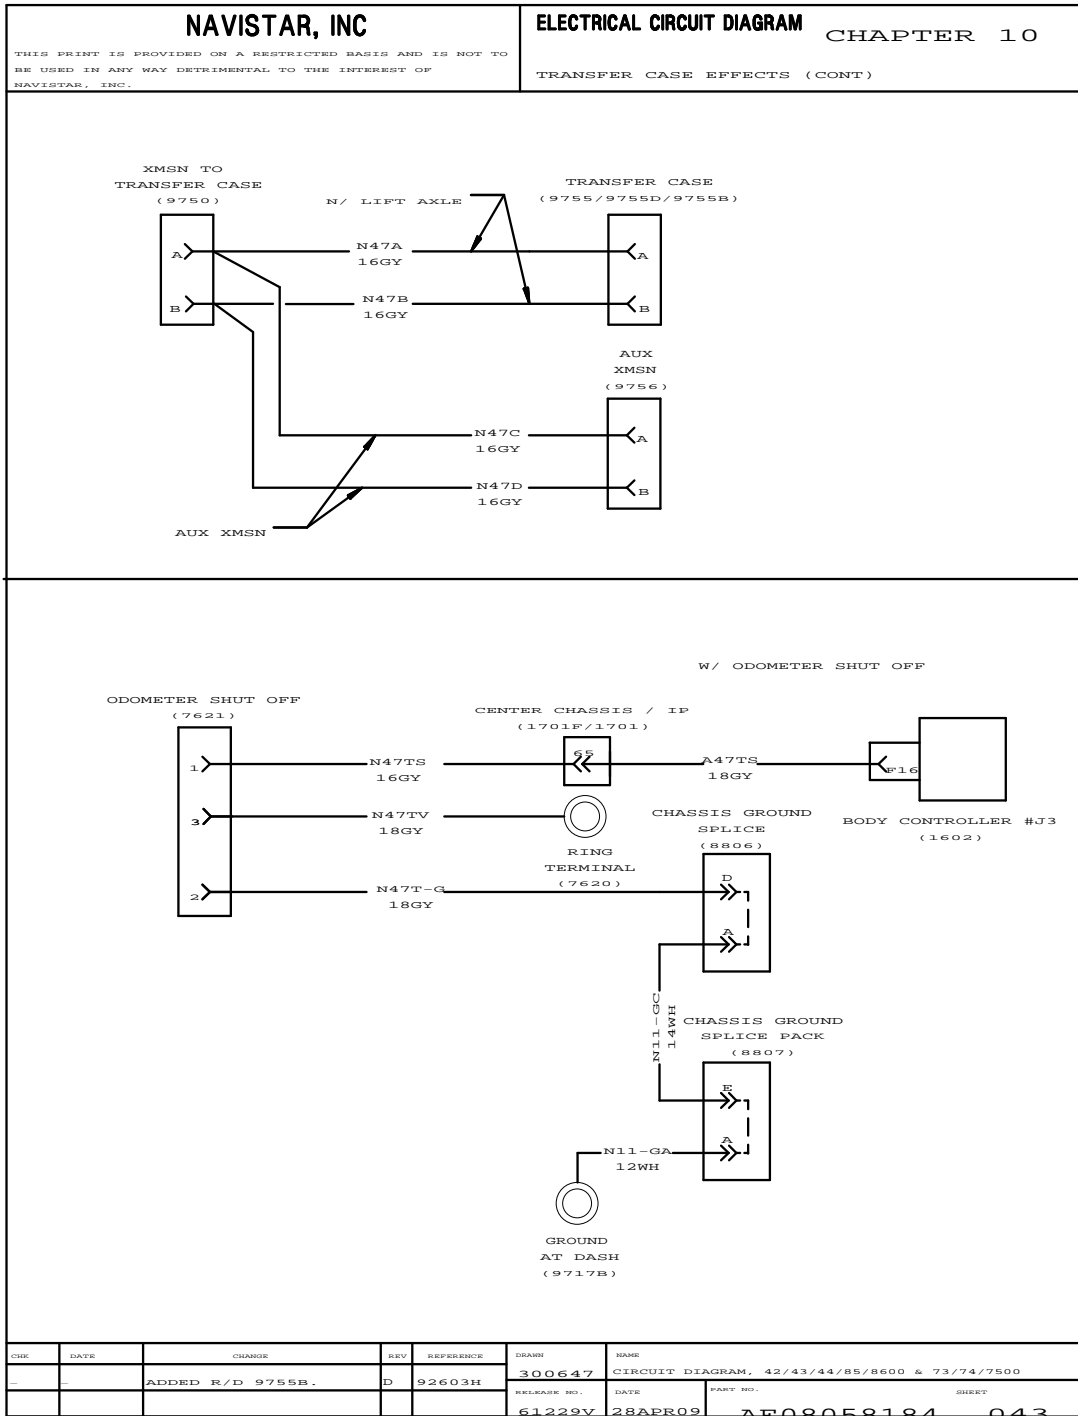 NAVISTAR, INC
THIS PRINT IS PROVIDED ON A RESTRICTED BASIS AND IS NOT TO
BE USED IN ANY WAY DETRIMENTAL TO THE INTEREST OF
NAVISTAR, INC.
ELECTRICAL CIRCUIT DIAGRAM
CHAPTER 10
TRANSFER CASE EFFECTS (CONT)
XMSN TO
TRANSFER CASE
(9750)
N/ LIFT AXLE
TRANSFER CASE
(9755/9755D/9755B)
A
N47A
16GY
A
B
N47B
16GY
B
AUX
XMSN
(9756)
N47C
16GY
A
N47D
16GY
B
AUX XMSN
W/ ODOMETER SHUT OFF
ODOMETER SHUT OFF
(7621)
CENTER CHASSIS / IP
(1701F/1701)
1
N47TS
16GY
65
A47TS
18GY
F16
BODY CONTROLLER #J3
(1602)
3
N47TV
18GY
RING
TERMINAL
(7620)
CHASSIS GROUND
SPLICE
(8806)
2
N47T-G
18GY
D
A
N11-GC
14WH
CHASSIS GROUND
SPLICE PACK
(8807)
E
A
N11-GA
12WH
GROUND
AT DASH
(9717B)
CHK
DATE
CHANGE
REV
REFERENCE
DRAWN
NAME
-
-
ADDED R/D 9755B.
D
92603H
300647
CIRCUIT DIAGRAM, 42/43/44/85/8600 & 73/74/7500
RELEASE NO.
DATE
PART NO.
SHEET
61229V
28APR09
AE08058184
043